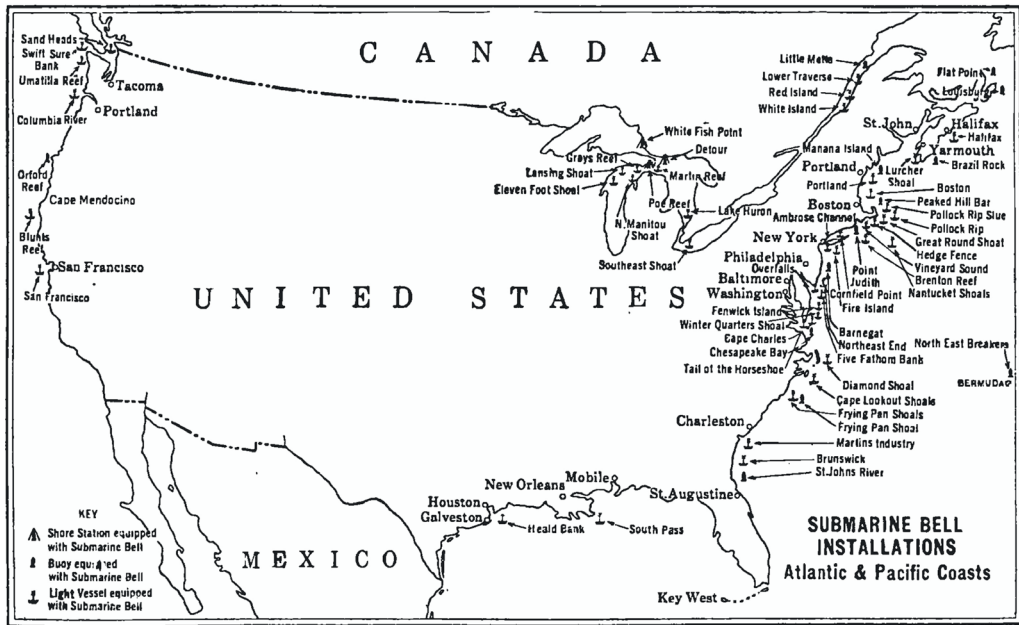 CANADA
Sand Heads
Swift Sure
Bank
Umatilla Reef
Tacoma
Portland
Columbia River
Orford
Reef
Cape Mendocino
Blunts
Reef
San Francisco
San Francisco
White Fish Point
Detour
Grays Reef
Lansing Shoat
Martin Reef
Eleven Foot Shoal
Poe Reef
Lake Huron
N. Manitou
Shoat
Southeast Shoat
Little Metis
Lower Traverse
Red Island
White Island
Flat Point
Louisburg
St. John
Halifax
Halifax
Yarmouth
Manana Island
Portland
Lurcher
Shoal
Brazil Rock
Portland
Boston
Boston
Peaked Hill Bar
Ambrose Channel
Pollock Rip Slue
Pollock Rip
New York
Great Round Shoat
Hedge Fence
Point
Judith
Vineyard Sound
Brenton Reef
Nantucket Shoals
Philadelphia
Overfalls
Baltimore
Washington
Cornfield Point
Fire Island
UNITED STATES
Fenwick Island
Winter Quarters Shoal
Cape Charles
Chesapeake Bay
Tail of the Horseshoe
Barnegat
Northeast End
Five Fathom Bank
North East Breakers
BERMUDA
Diamond Shoal
Cape Lookout Shoals
Frying Pan Shoals
Frying Pan Shoal
Charleston
Martins Industry
Brunswick
St. Johns River
Mobile
New Orleans
St. Augustine
Houston
Galveston
Heald Bank
South Pass
Key West
MEXICO
KEY
Shore Station equipped
with Submarine Bell
Buoy equipped
with Submarine Bell
Light Vessel equipped
with Submarine Bell
SUBMARINE BELL
INSTALLATIONS
Atlantic & Pacific Coasts